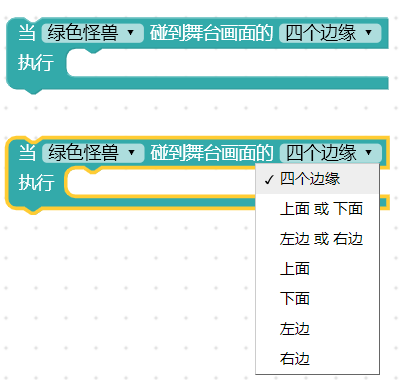 当 绿色怪兽 ▼ 碰到舞台画面的 四个边缘 ▼
执行
当 绿色怪兽 ▼ 碰到舞台画面的 四个边缘 ▼
执行
✓ 四个边缘
上面 或 下面
左边 或 右边
上面
下面
左边
右边